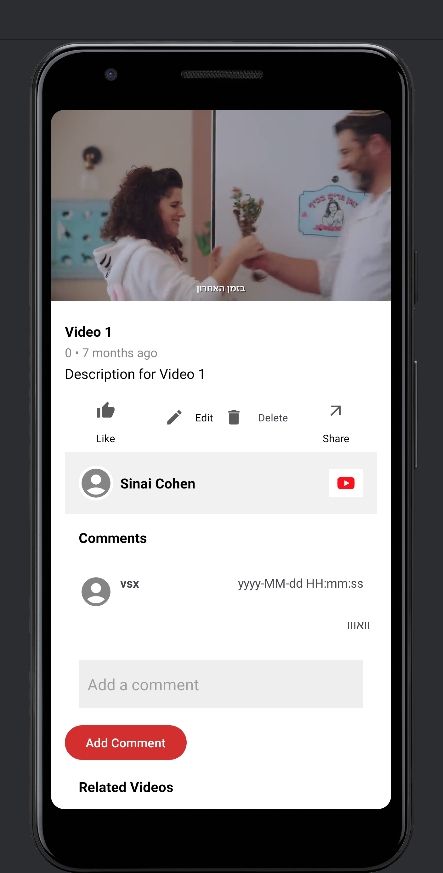 בזמן האחרון
Video 1
0 • 7 months ago
Description for Video 1
Edit Delete
Like Share
Sinai Cohen
Comments
vsx yyyy-MM-dd HH:mm:ss
וואווו
Add a comment
Add Comment
Related Videos